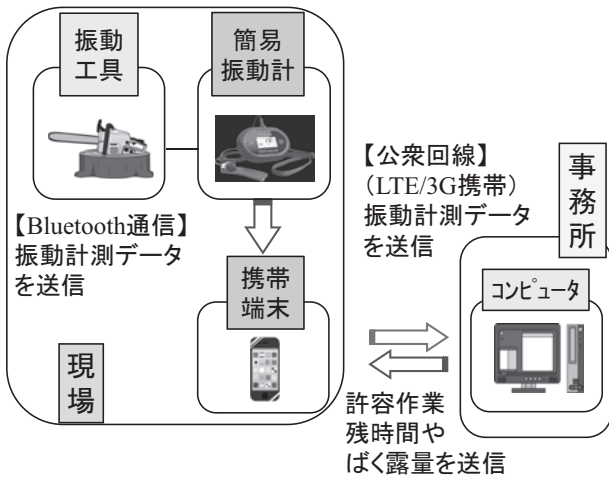 振動
工具
簡易
振動計
【Bluetooth通信】
振動計測データ
を送信
携帯
端末
現
場
【公衆回線】
(LTE/3G携帯)
振動計測データ
を送信
事
務
所
コンピュータ
許容作業
残時間や
ばく露量を送信